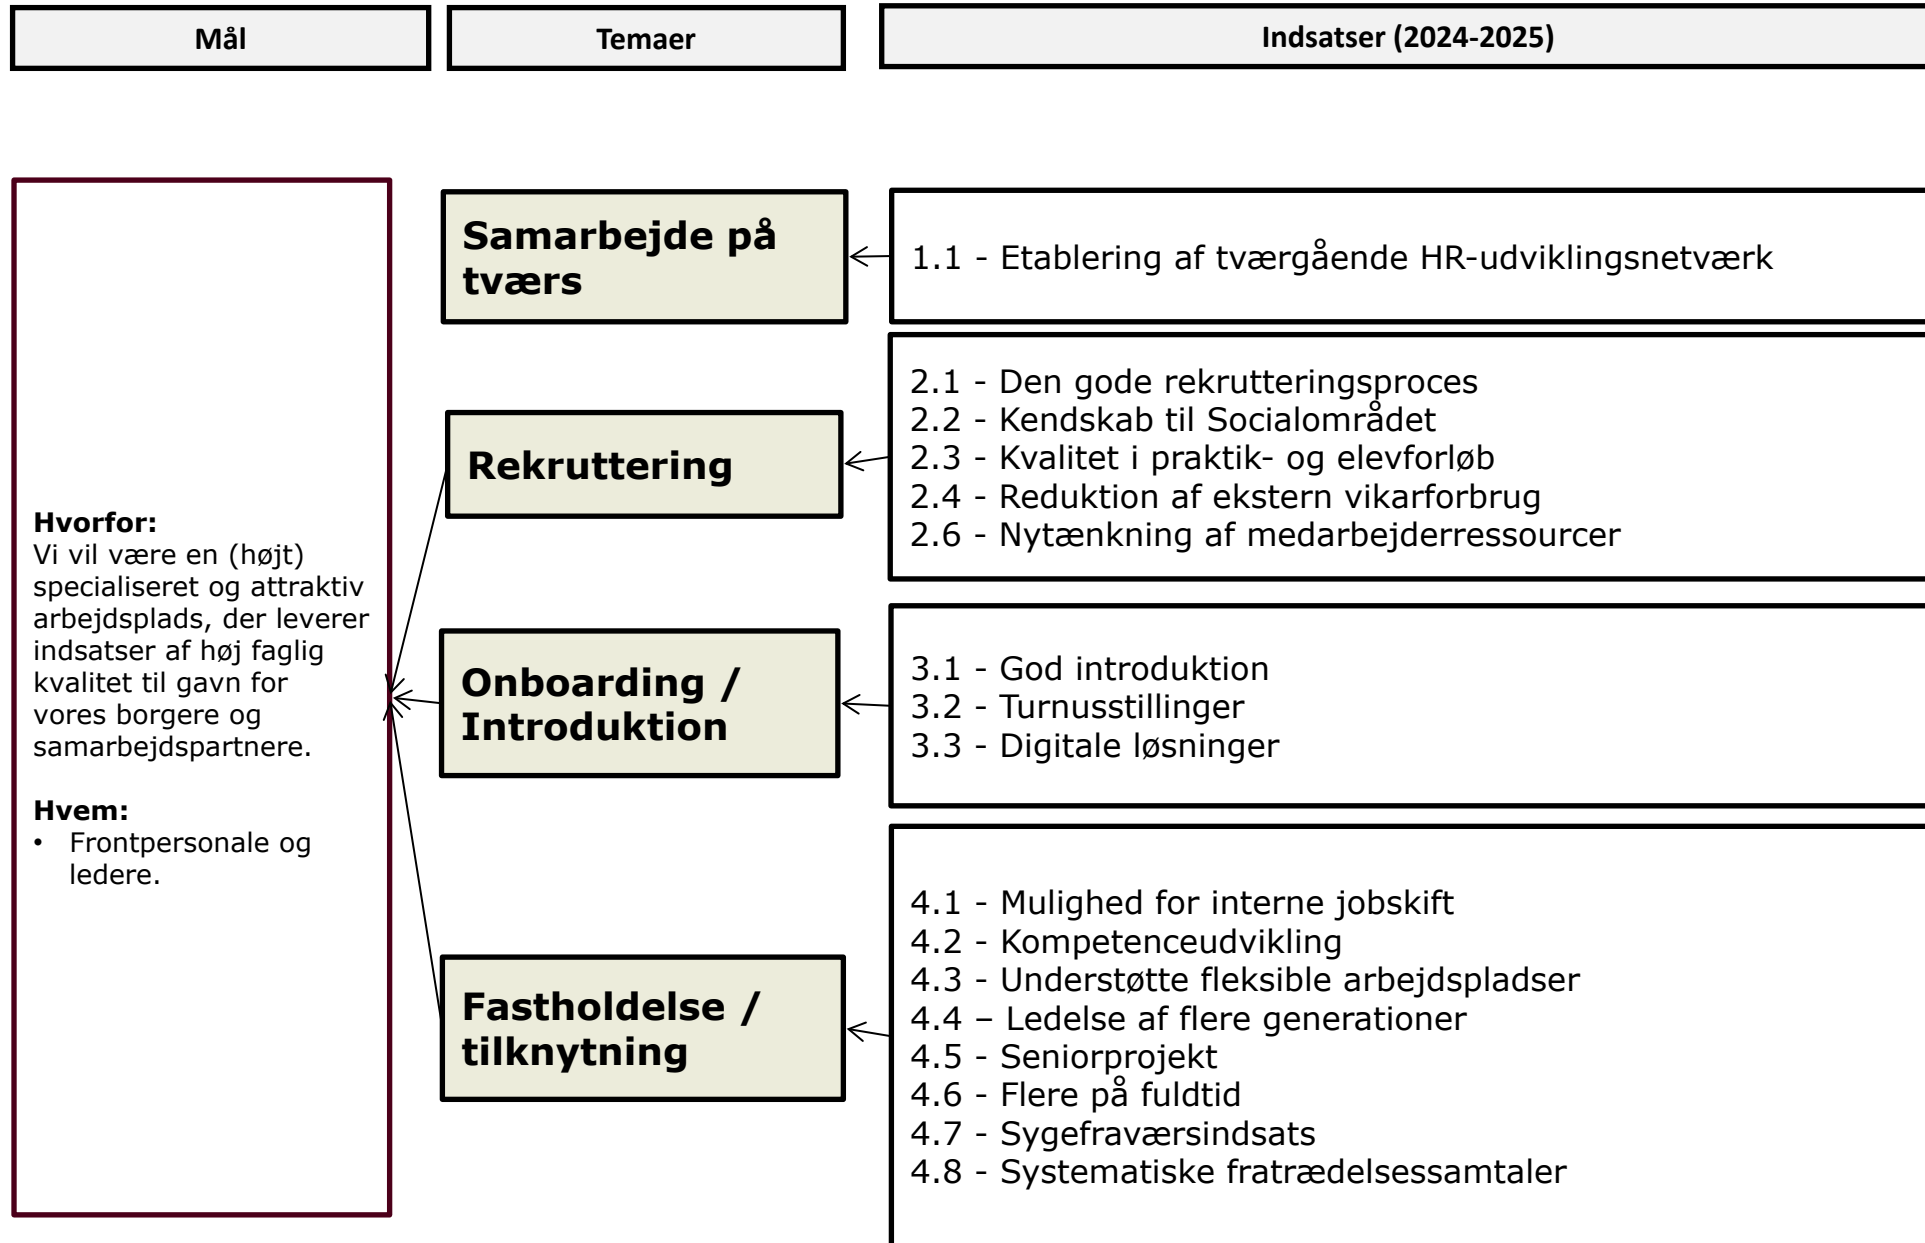 Mål
Temaer
Indsatser (2024-2025)
Hvorfor:
Vi vil være en (højt)
specialiseret og attraktiv
arbejdsplads, der leverer
indsatser af høj faglig
kvalitet til gavn for
vores borgere og
samarbejdspartnere.
Hvem:
• Frontpersonale og
ledere.
Samarbejde på
tværs
1.1 - Etablering af tværgående HR-udviklingsnetværk
Rekruttering
2.1 - Den gode rekrutteringsproces
2.2 - Kendskab til Socialområdet
2.3 - Kvalitet i praktik- og elevforløb
2.4 - Reduktion af ekstern vikarforbrug
2.6 - Nytænkning af medarbejderressourcer
Onboarding /
Introduktion
3.1 - God introduktion
3.2 - Turnusstillinger
3.3 - Digitale løsninger
Fastholdelse /
tilknytning
4.1 - Mulighed for interne jobskift
4.2 - Kompetenceudvikling
4.3 - Understøtte fleksible arbejdspladser
4.4 – Ledelse af flere generationer
4.5 - Seniorprojekt
4.6 - Flere på fuldtid
4.7 - Sygefraværsindsats
4.8 - Systematiske fratrædelsessamtaler